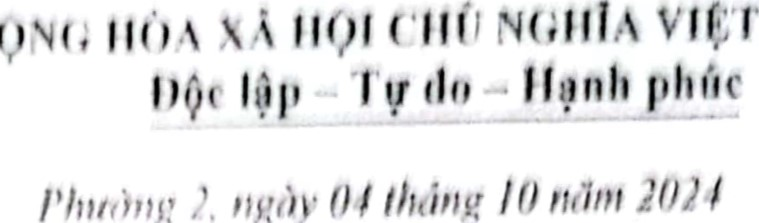 ỘNG HÒA XÃ HỘI CHỦ NGHĨA VIỆT
Độc lập – Tự do – Hạnh phúc
Phường 2, ngày 04 tháng 10 năm 2024